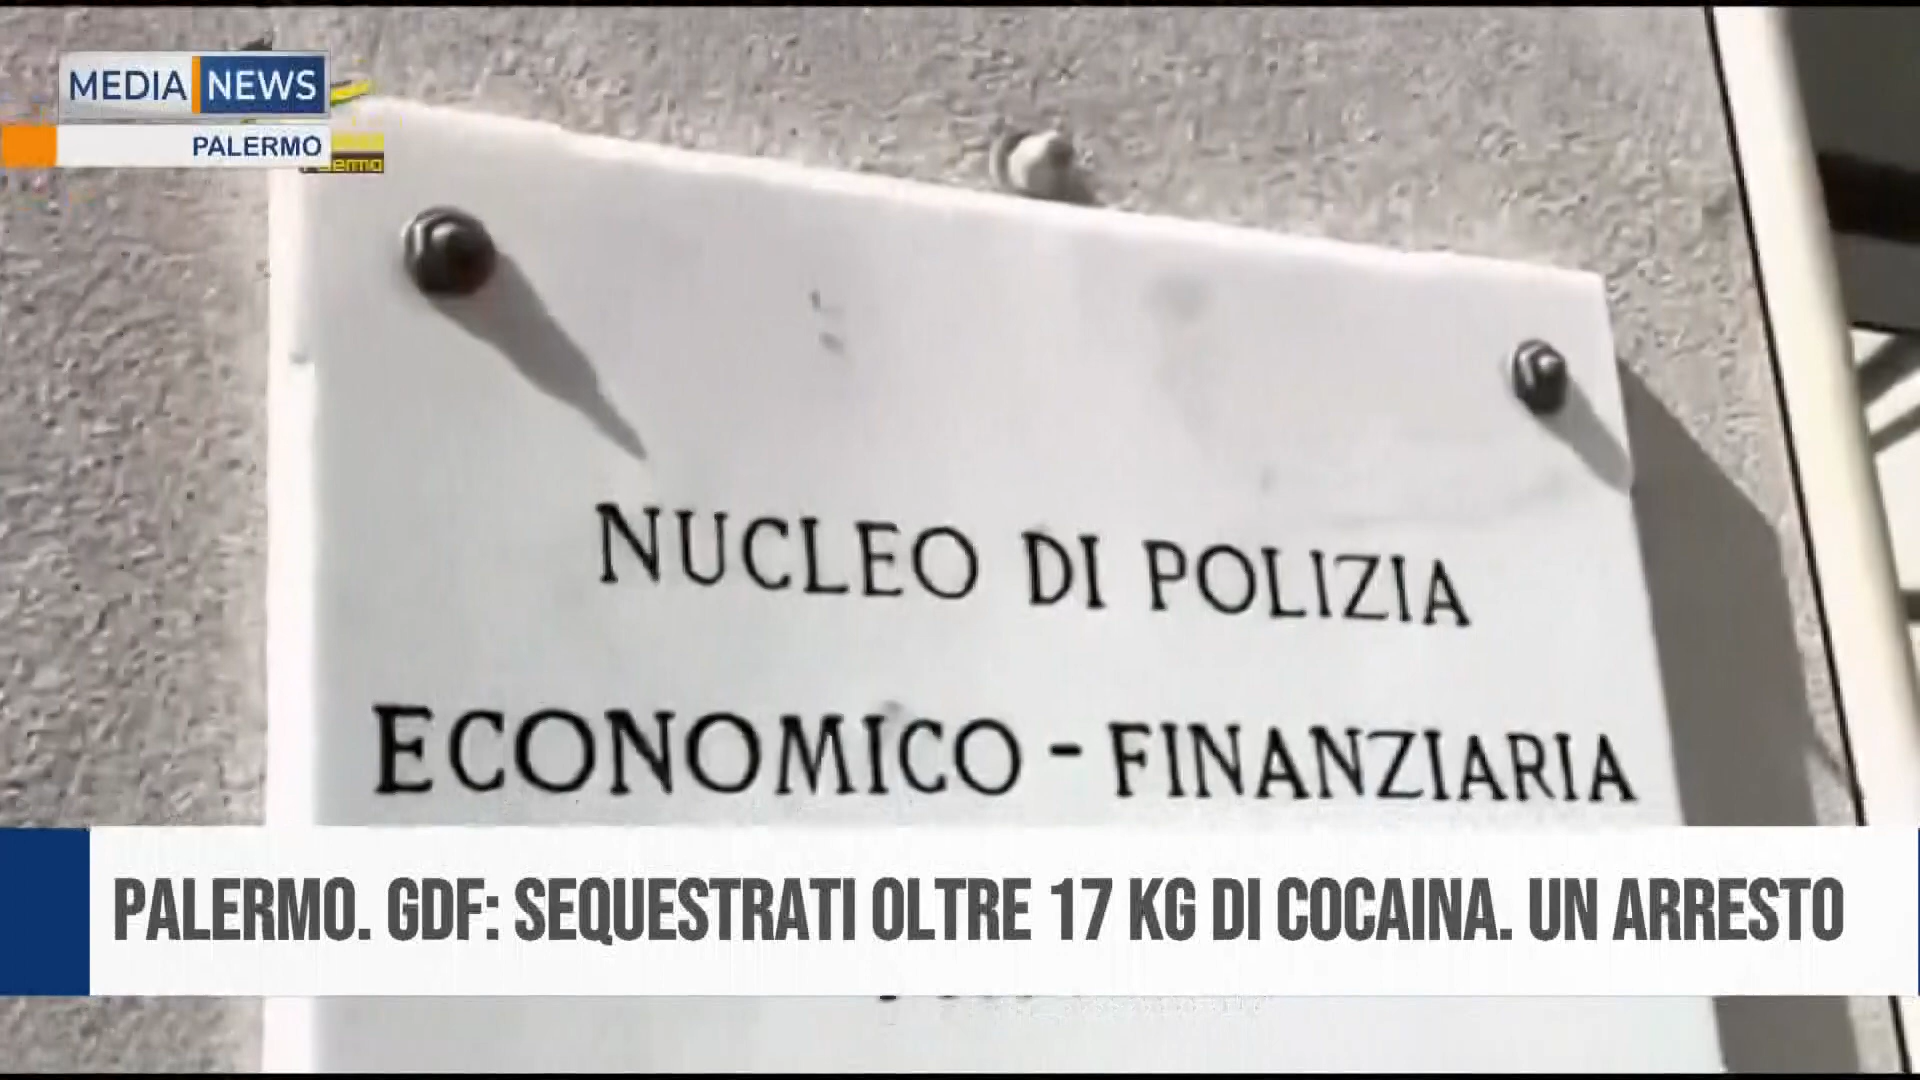 MEDIA NEWS
PALERMO
NUCLEO DI POLIZIA
ECONOMICO - FINANZIARIA
PALERMO. GDF: SEQUESTRATI OLTRE 17 KG DI COCAINA. UN ARRESTO